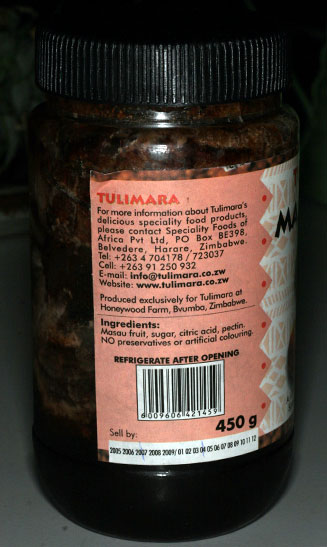 TULIMARA
For more information about Tulimara's
delicious speciality food products,
please contact Speciality Foods of
Africa Pvt Ltd, PO Box BE398,
Belvedere, Harare, Zimbabwe.
Tel: +263 4 704178 / 723037
Cell: +263 91 250 932
E-mail: info@tulimara.co.zw
Website: www.tulimara.co.zw
Produced exclusively for Tulimara at
Honeywood Farm, Bvumba, Zimbabwe.
Ingredients:
Masau fruit, sugar, citric acid, pectin.
NO preservatives or artificial colouring.
REFRIGERATE AFTER OPENING
6009606421459
450 g
Sell by:
2005 2006 2007 2008 2009/ 01 02 03 04 05 06 07 08 09 10 11 12
MA